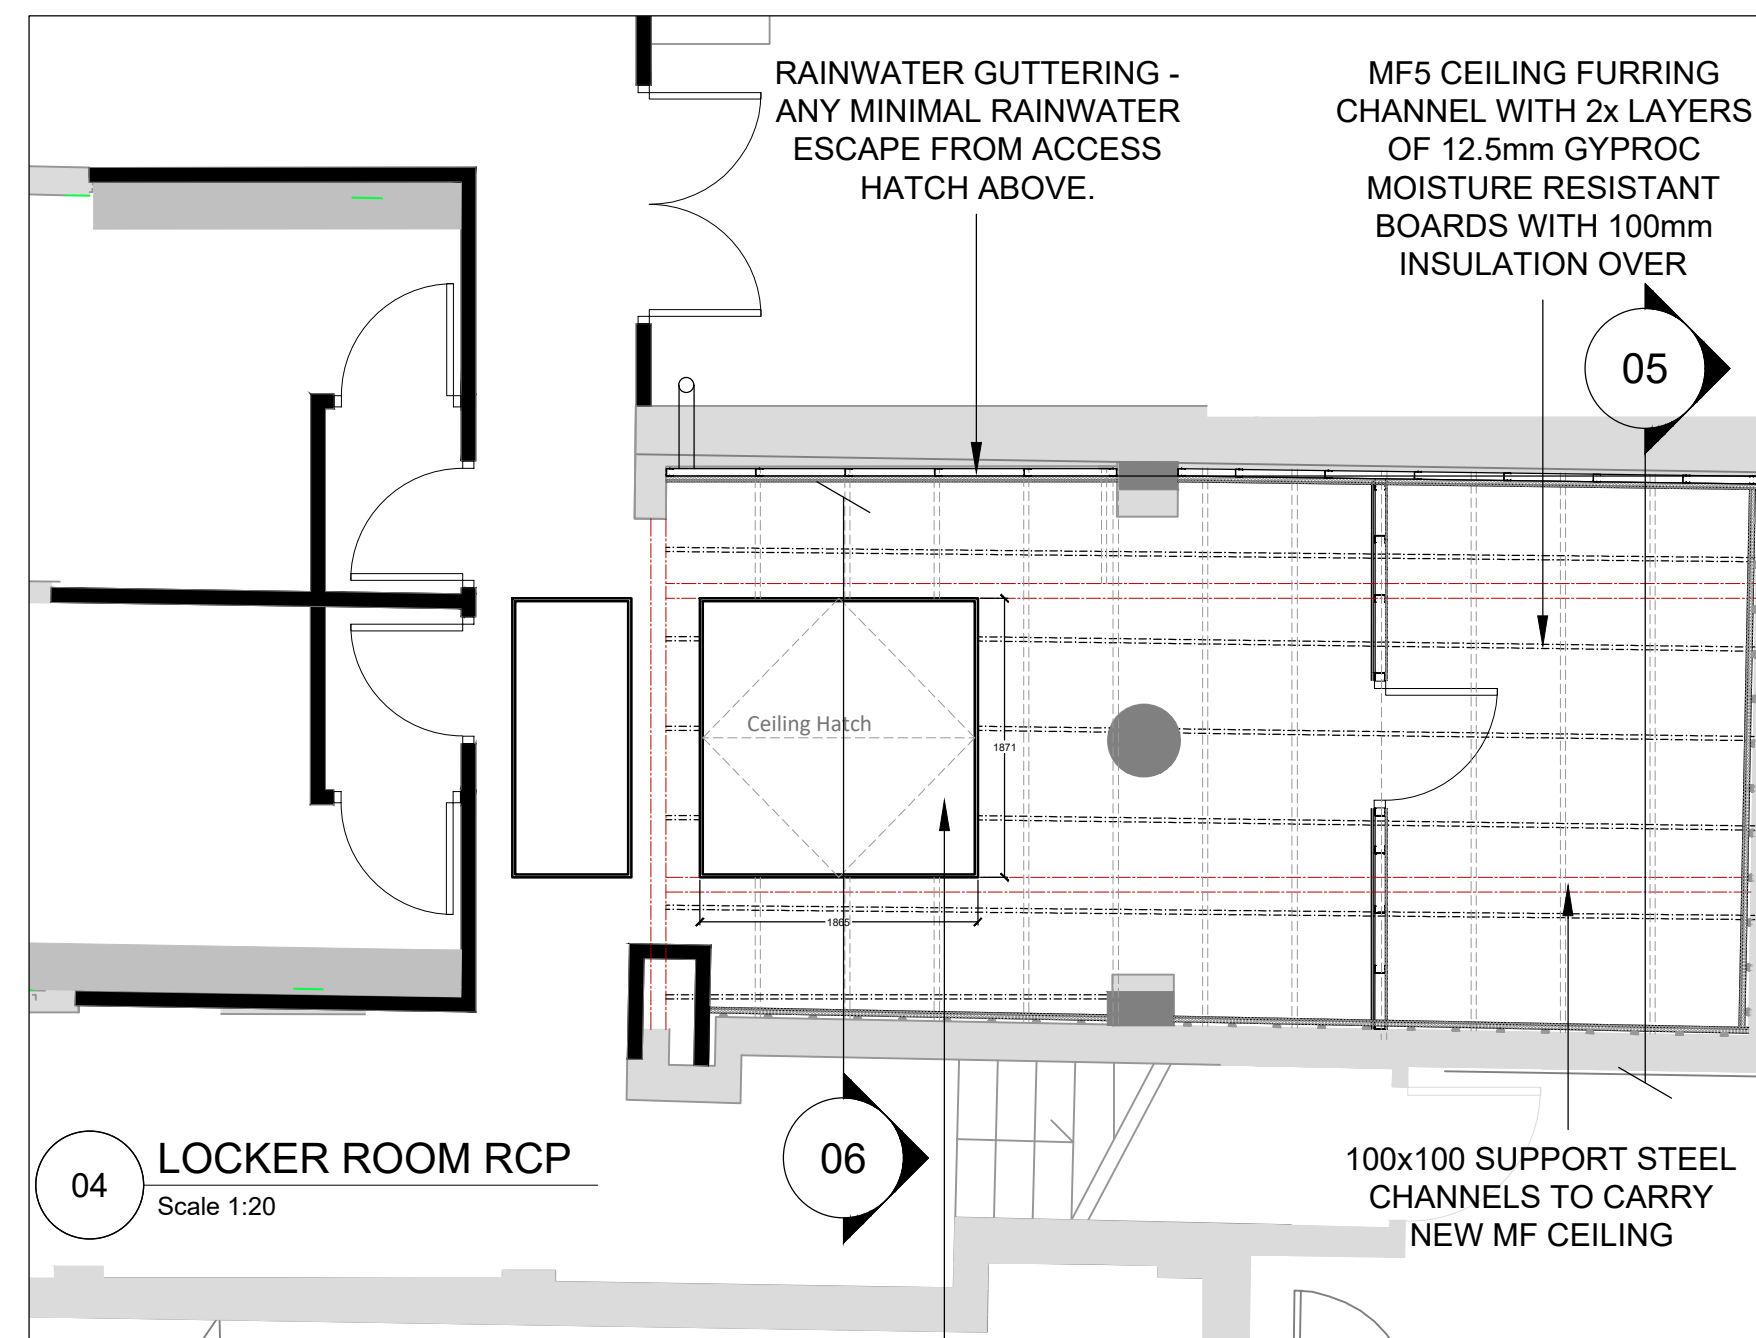 RAINWATER GUTTERING -
ANY MINIMAL RAINWATER
ESCAPE FROM ACCESS
HATCH ABOVE.
MF5 CEILING FURRING
CHANNEL WITH 2x LAYERS
OF 12.5mm GYPROC
MOISTURE RESISTANT
BOARDS WITH 100mm
INSULATION OVER
05
Ceiling Hatch
1871
1865
06
04
LOCKER ROOM RCP
Scale 1:20
100x100 SUPPORT STEEL
CHANNELS TO CARRY
NEW MF CEILING